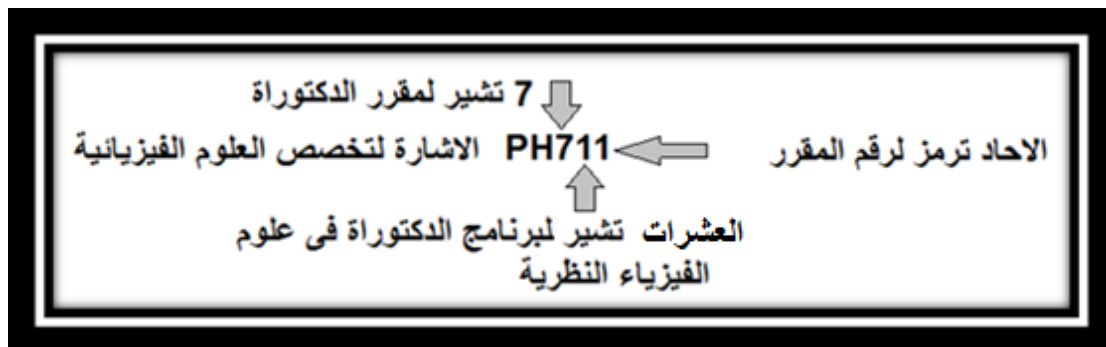 7 تشير لمقرر الدكتوراة
الاحاد ترمز لرقم المقرر PH711 الاشارة لتخصص العلوم الفيزيائية
العشرات تشير لبرنامج الدكتوراة فى علوم
الفيزياء النظرية